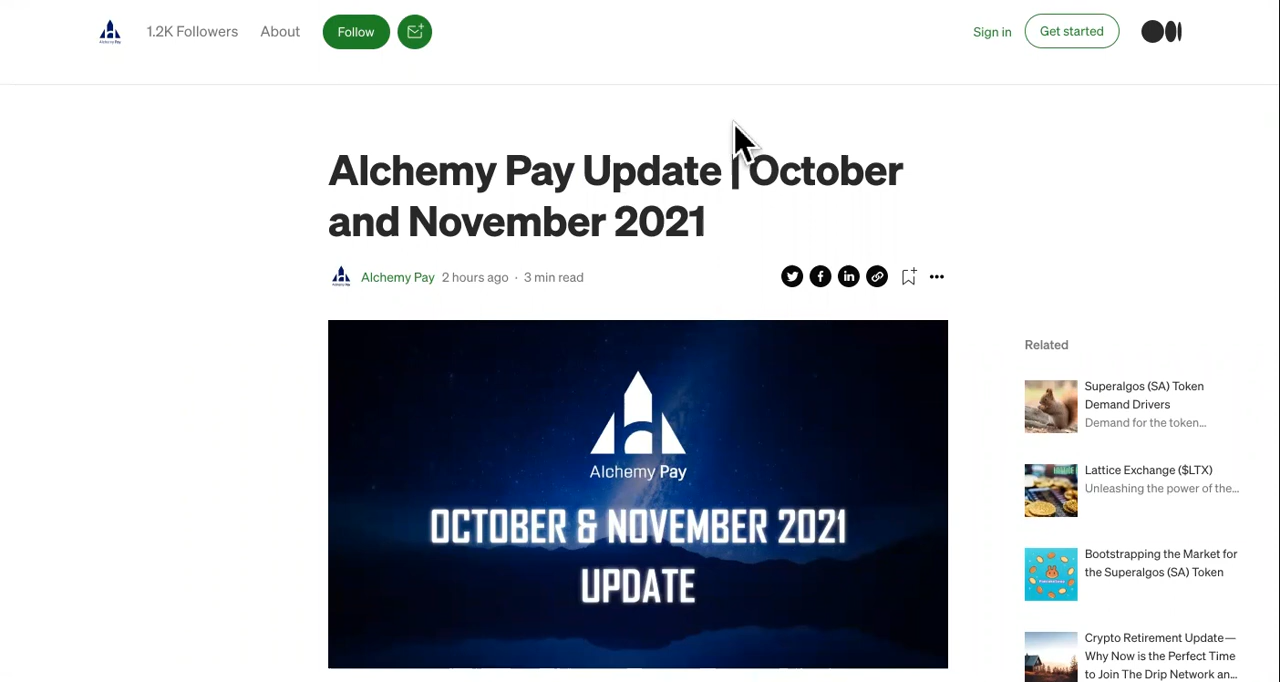 1.2K Followers About Follow Sign in Get started
Alchemy Pay Update | October
and November 2021
Alchemy Pay 2 hours ago · 3 min read
Alchemy Pay
OCTOBER & NOVEMBER 2021
UPDATE
Related
Superalgos (SA) Token
Demand Drivers
Demand for the token…
Lattice Exchange ($LTX)
Unleashing the power of the…
Bootstrapping the Market for
the Superalgos (SA) Token
Crypto Retirement Update—
Why Now is the Perfect Time
to Join The Drip Network an…